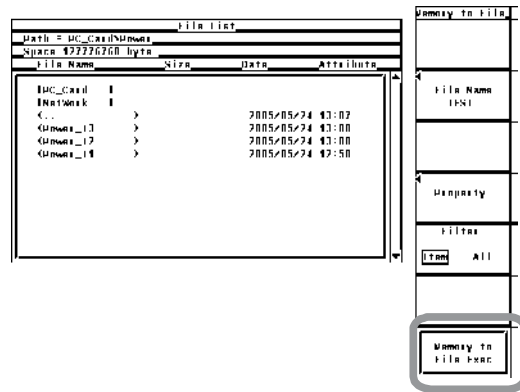 File List
Path = PC_Card\Power
Space 127776768 byte
File Name Size Date Attribute
[PC_Card ]
[NetWork ]
<.. > 2005/05/24 13:02
<Power_13 > 2005/05/24 13:00
<Power_12 > 2005/05/24 13:00
<Power_11 > 2005/05/24 12:50
Memory to File
File Name
TEST
Property
Filter
Item All
Memory to
File Exec